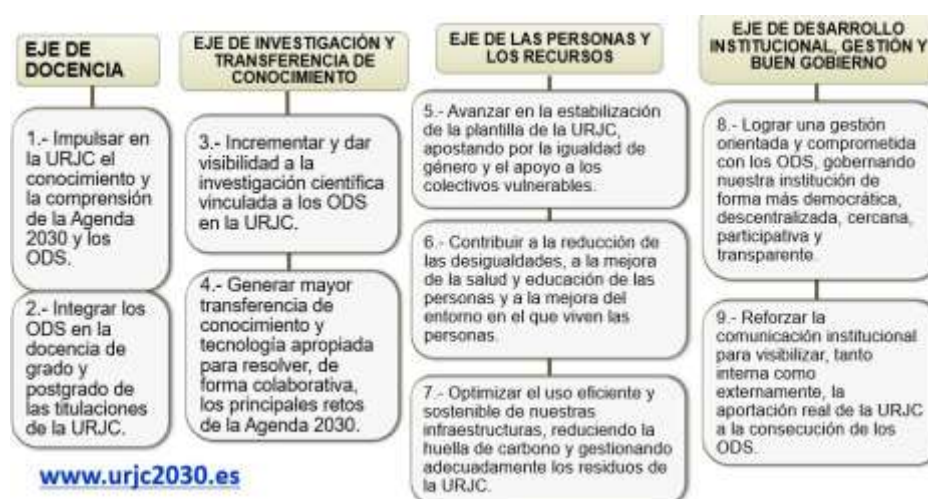 EJE DE
DOCENCIA
1.- Impulsar en
la URJC el
conocimiento y
la comprensión
de la Agenda
2030 y los
ODS.
2.- Integrar los
ODS en la
docencia de
grado y
postgrado de
las titulaciones
de la URJC.
EJE DE INVESTIGACIÓN Y
TRANSFERENCIA DE
CONOCIMIENTO
3.- Incrementar y dar
visibilidad a la
investigación científica
vinculada a los ODS
en la URJC.
4.- Generar mayor
transferencia de
conocimiento y
tecnología apropiada
para resolver, de
forma colaborativa,
los principales retos
de la Agenda 2030.
EJE DE LAS PERSONAS Y
LOS RECURSOS
5.- Avanzar en la estabilización
de la plantilla de la URJC,
apostando por la igualdad de
género y el apoyo a los
colectivos vulnerables.
6.- Contribuir a la reducción de
las desigualdades, a la mejora
de la salud y educación de las
personas y a la mejora del
entorno en el que viven las
personas.
7.- Optimizar el uso eficiente y
sostenible de nuestras
infraestructuras, reduciendo la
huella de carbono y gestionando
adecuadamente los residuos de
la URJC.
EJE DE DESARROLLO
INSTITUCIONAL, GESTIÓN Y
BUEN GOBIERNO
8.- Lograr una gestión
orientada y comprometida
con los ODS, gobernando
nuestra institución de
forma más democrática,
descentralizada, cercana,
participativa y
transparente.
9.- Reforzar la
comunicación institucional
para visibilizar, tanto
interna como
externamente, la
aportación real de la URJC
a la consecución de los
ODS.
www.urjc2030.es